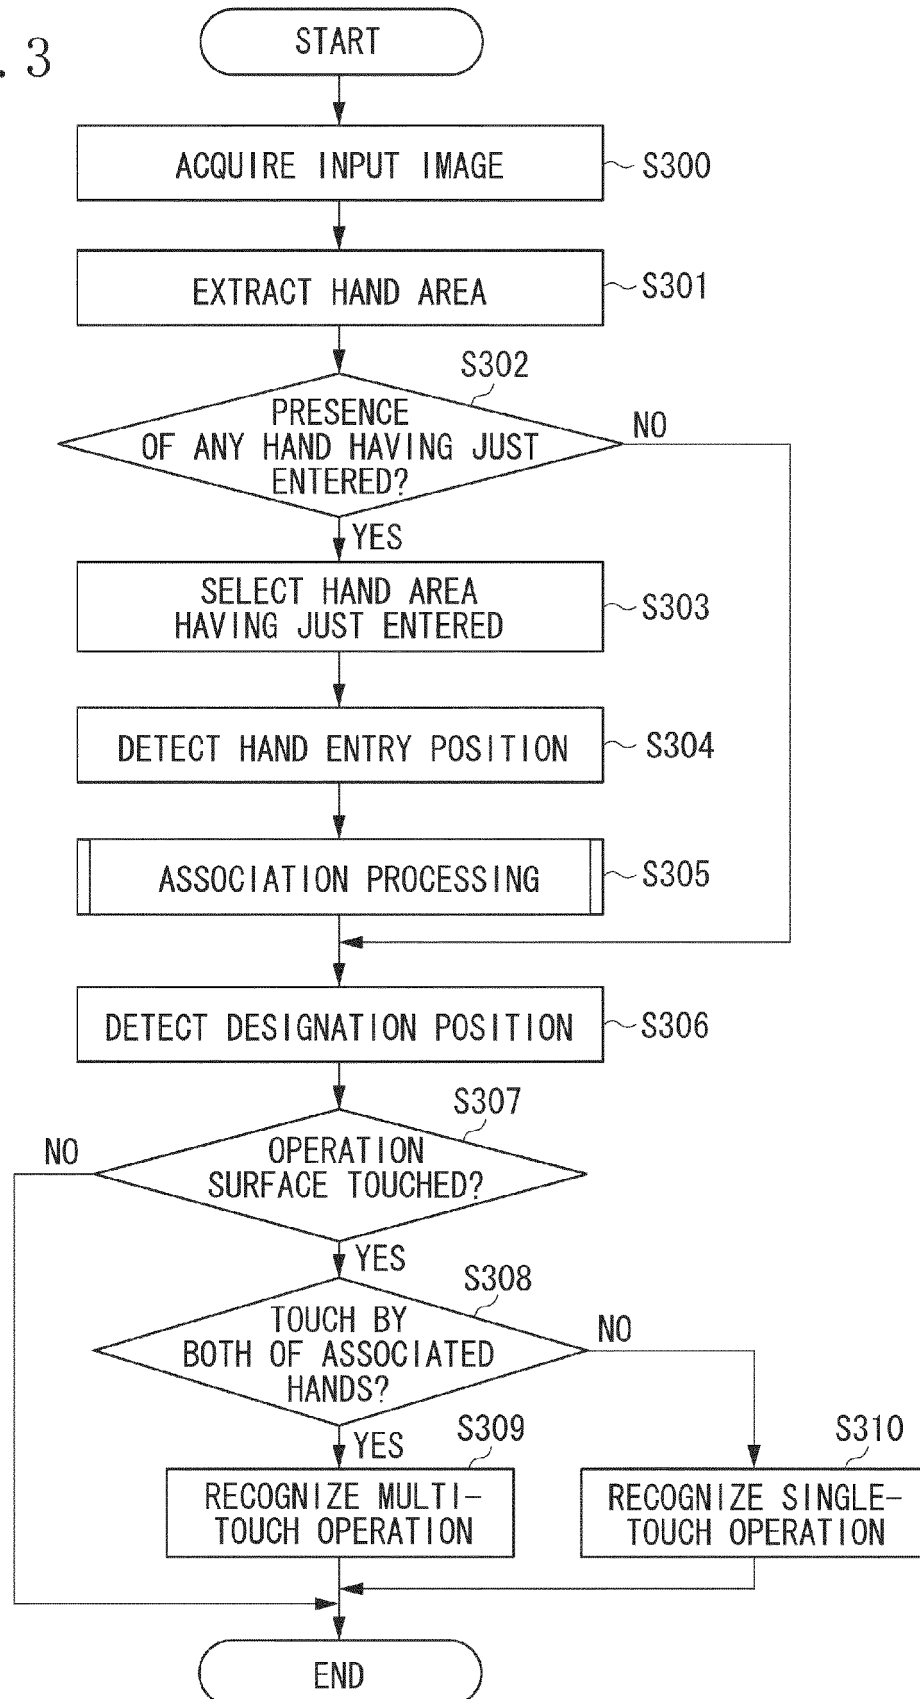 . 3
START
ACQUIRE INPUT IMAGE
S300
EXTRACT HAND AREA
S301
S302
PRESENCE
OF ANY HAND HAVING JUST
ENTERED?
NO
YES
SELECT HAND AREA
HAVING JUST ENTERED
S303
DETECT HAND ENTRY POSITION
S304
ASSOCIATION PROCESSING
S305
DETECT DESIGNATION POSITION
S306
S307
NO
OPERATION
SURFACE TOUCHED?
YES
S308
TOUCH BY
BOTH OF ASSOCIATED
HANDS?
NO
YES
S309
RECOGNIZE MULTI-
TOUCH OPERATION
S310
RECOGNIZE SINGLE-
TOUCH OPERATION
END